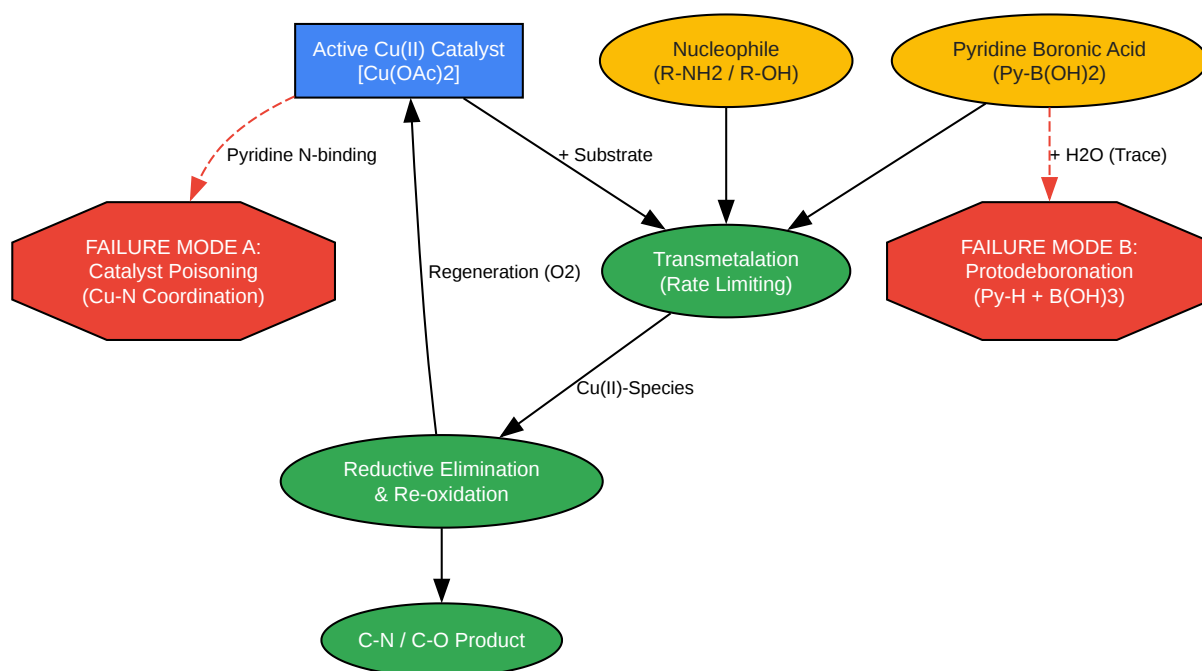 Active Cu(II) Catalyst
[Cu(OAc)2]
Nucleophile
(R-NH2 / R-OH)
Pyridine Boronic Acid
(Py-B(OH)2)
Pyridine N-binding
+ Substrate
+ H2O (Trace)
FAILURE MODE A:
Catalyst Poisoning
(Cu-N Coordination)
Regeneration (O2)
Transmetalation
(Rate Limiting)
FAILURE MODE B:
Protodeboronation
(Py-H + B(OH)3)
Cu(II)-Species
Reductive Elimination
& Re-oxidation
C-N / C-O Product